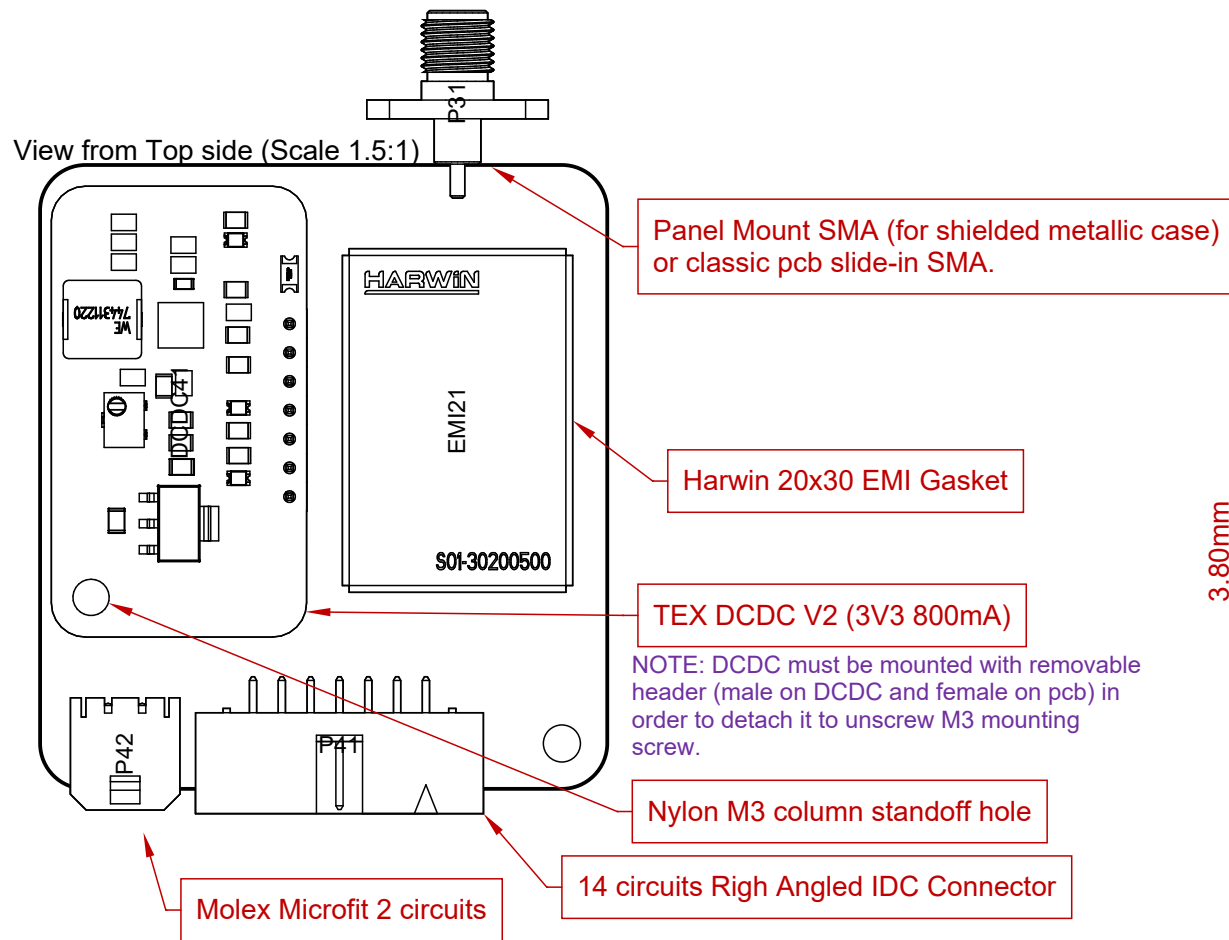 P31
View from Top side (Scale 1.5:1)
Panel Mount SMA (for shielded metallic case)
or classic pcb slide-in SMA.
HARWiN
WE
744311220
DCDC41
EMI21
Harwin 20x30 EMI Gasket
3.80mm
S01-30200500
TEX DCDC V2 (3V3 800mA)
NOTE: DCDC must be mounted with removable
header (male on DCDC and female on pcb) in
order to detach it to unscrew M3 mounting
screw.
P42
P41
Nylon M3 column standoff hole
14 circuits Righ Angled IDC Connector
Molex Microfit 2 circuits